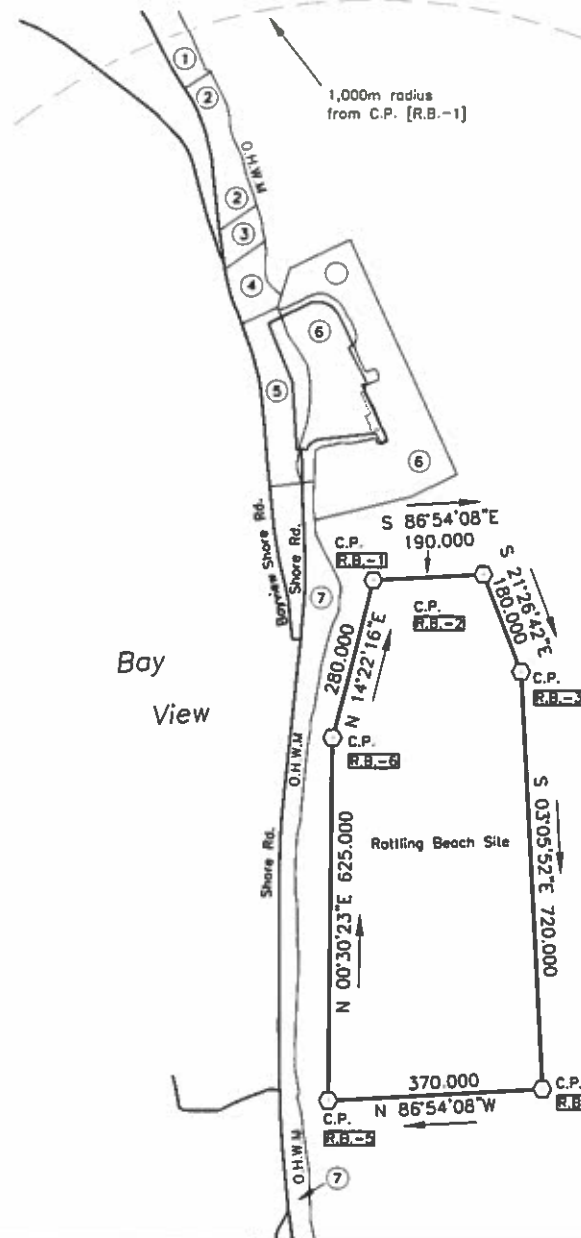 1
2
1,000m radius
from C.P. [R.B.-1]
O.H.W.M
2
3
4
6
5
6
S 86°54'08"E
190.000
S 21°26'42"E
180.000
C.P.
R.B.-1
C.P.
R.B.-2
Bayview Shore Rd.
Shore Rd.
7
280.000
N 14°22'16"E
C.P.
R.B.-3
Bay
View
C.P.
R.B.-6
O.H.W.M
S 03°05'52"E 720.000
Rattling Beach Site
Shore Rd.
N 00°30'23"E 625.000
370.000
N 86°54'08"W
C.P.
R.B
C.P.
R.B.-5
O.H.W.M
7